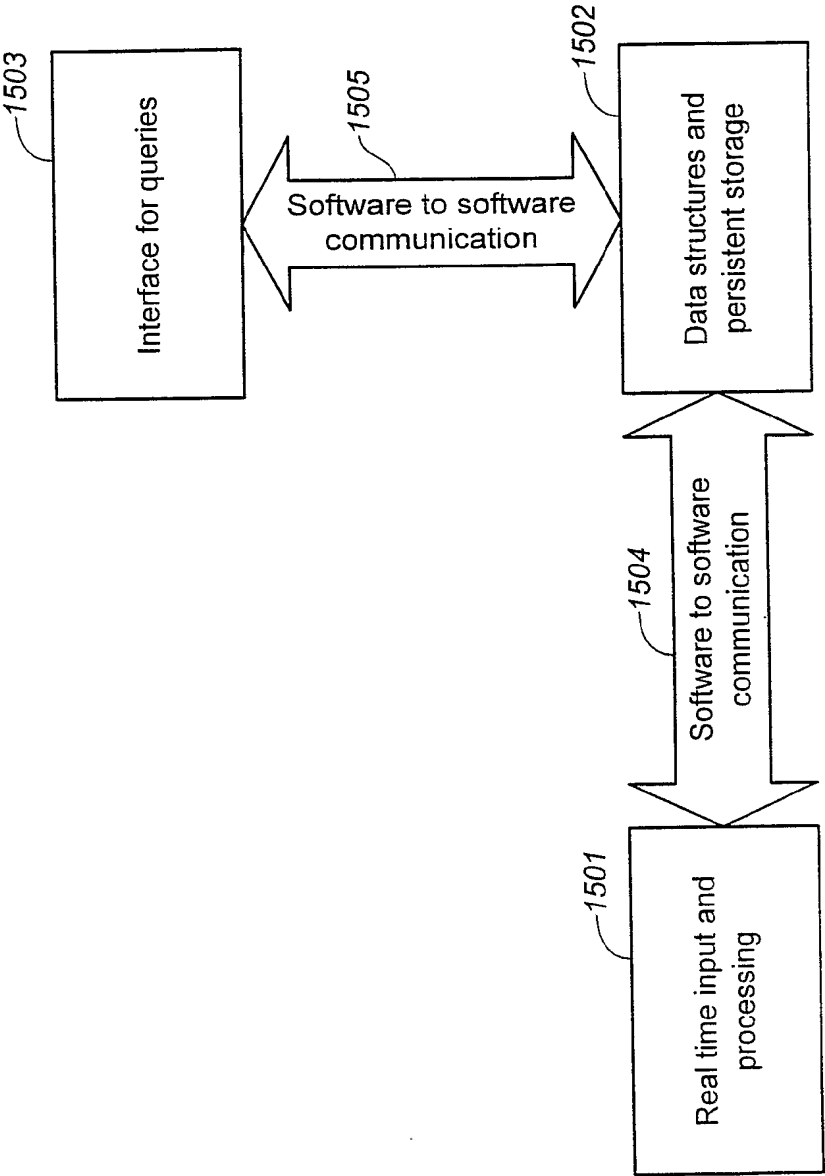 1503
Interface for queries
1505
Software to software
communication
1502
Data structures and
persistent storage
1504
Software to software
communication
1501
Real time input and
processing